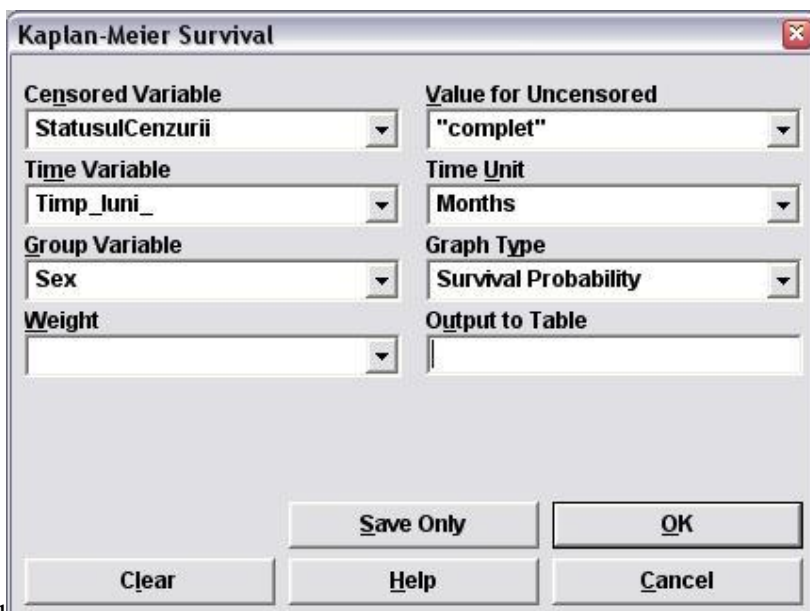 Kaplan-Meier Survival
Censored Variable
Value for Uncensored
StatusulCenzurii
"complet"
Time Variable
Time Unit
Timp_luni_
Months
Group Variable
Graph Type
Sex
Survival Probability
Weight
Output to Table
Save Only
OK
Clear
Help
Cancel